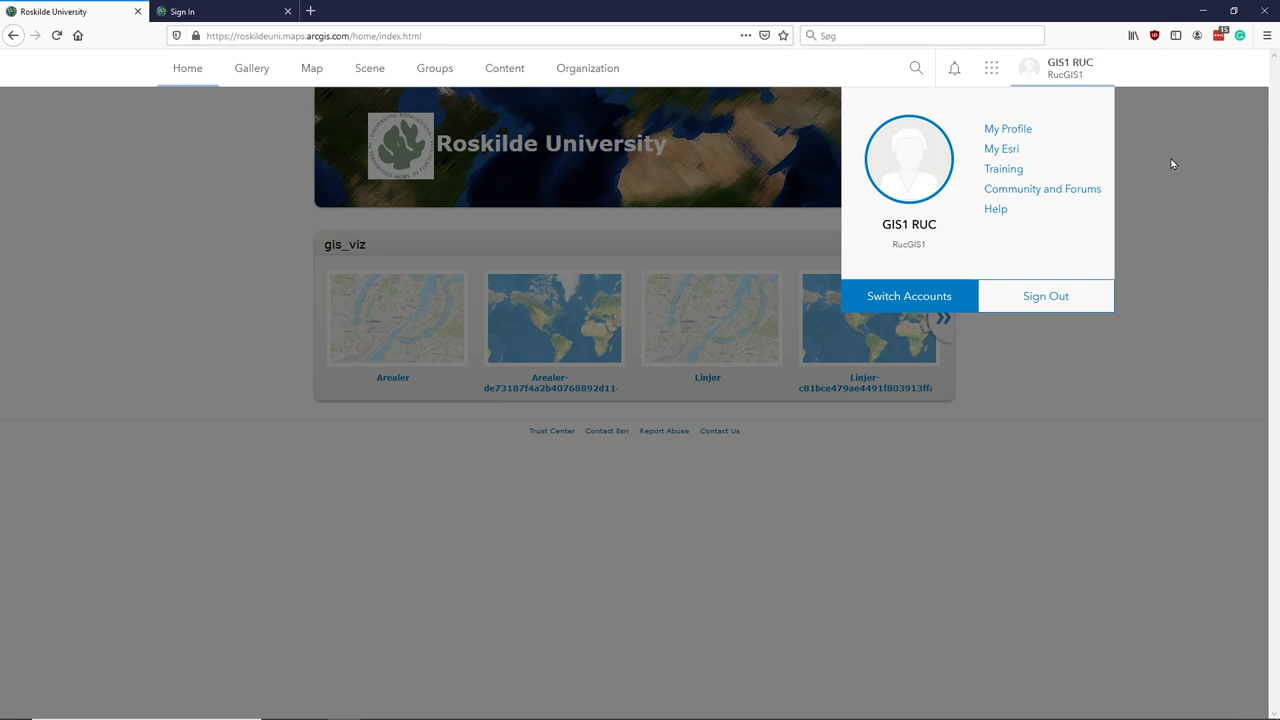 Roskilde University
Sign In
https://roskildeuni.maps.arcgis.com/home/index.html
Søg
15
Home
Gallery
Map
Scene
Groups
Content
Organization
GIS1 RUC
RucGIS1
Roskilde University
My Profile
My Esri
Training
Community and Forums
Help
GIS1 RUC
RucGIS1
Switch Accounts
Sign Out
gis_viz
Arealer
Arealer-
de73187f4a2b40768892d11
Linjer
Linjer-
c81bce479ae4491f803913ff
Trust Center
Contact Esri
Report Abuse
Contact Us